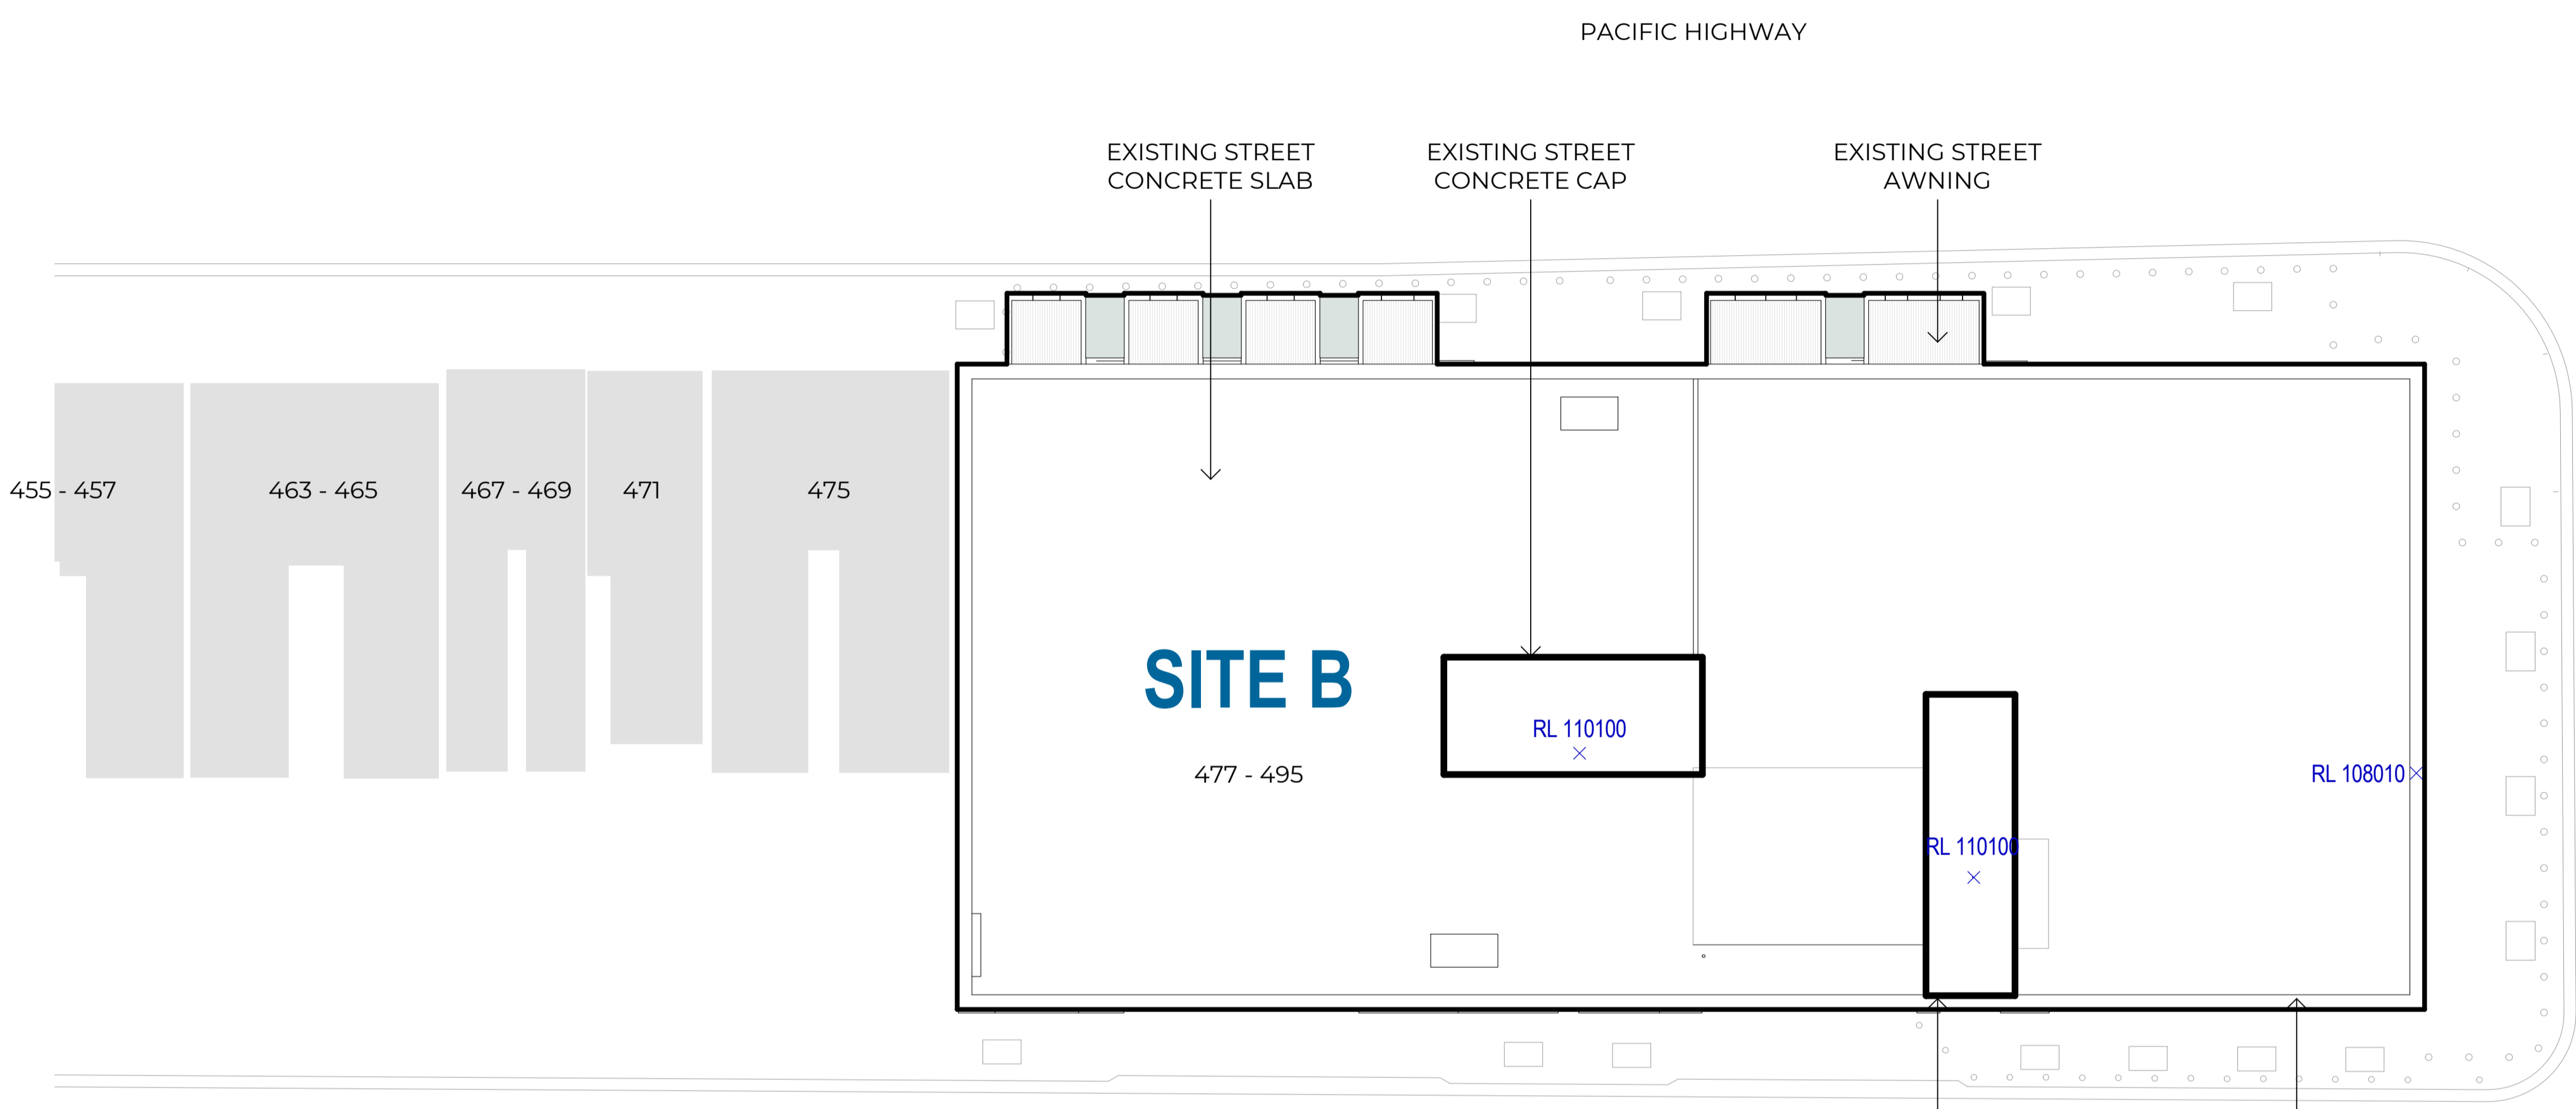 PACIFIC HIGHWAY
EXISTING STREET
CONCRETE SLAB
EXISTING STREET
CONCRETE CAP
EXISTING STREET
AWNING
455 - 457
463 - 465
467 - 469
471
475
SITE B
477 - 495
RL 110100
RL 108010
RL 110100